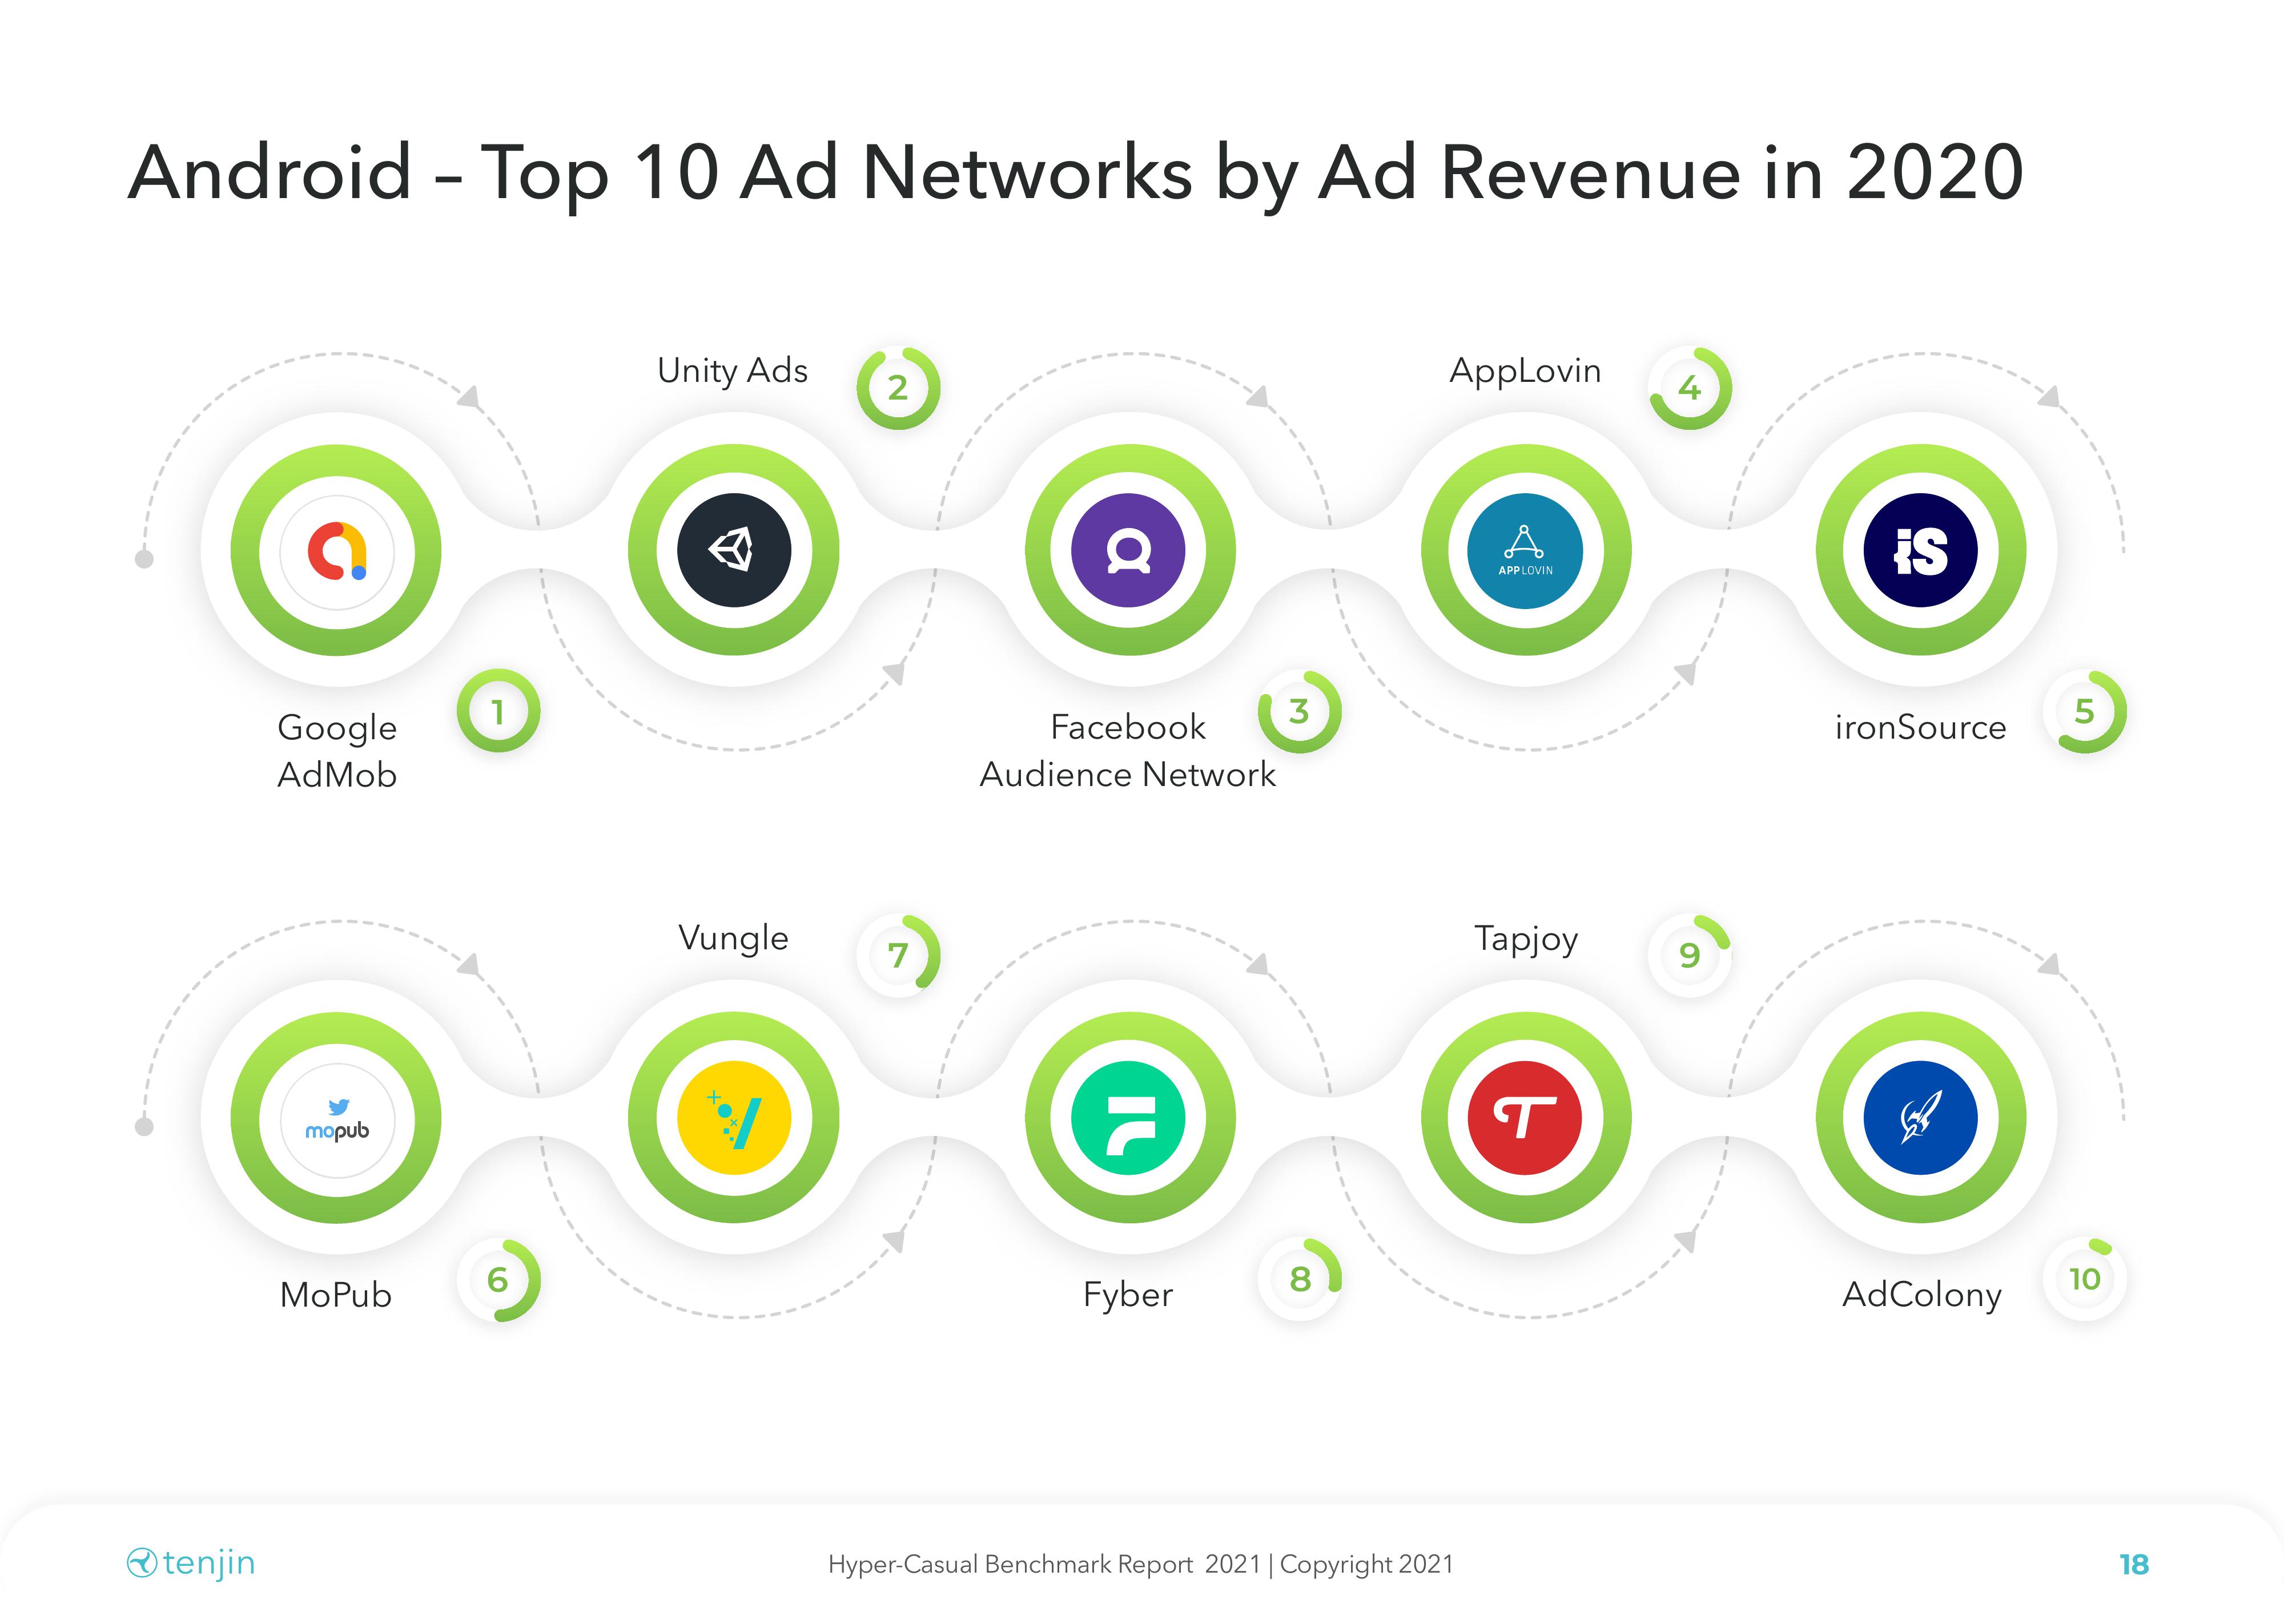 Android – Top 10 Ad Networks by Ad Revenue in 2020
Google
AdMob
1
Unity Ads
2
Facebook
Audience Network
3
AppLovin
4
APPLOVIN
iS
ironSource
5
mopub
MoPub
6
Vungle
7
Fyber
8
Tapjoy
9
AdColony
10
tenjin
Hyper-Casual Benchmark Report 2021 | Copyright 2021
18